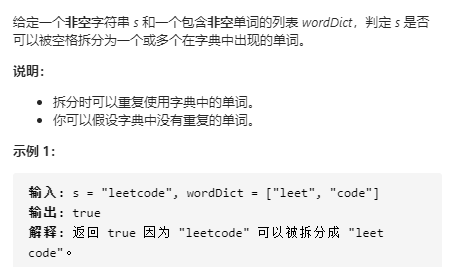 给定一个非空字符串 s 和一个包含非空单词的列表 wordDict，判定 s 是否
可以被空格拆分为一个或多个在字典中出现的单词。
说明：
• 拆分时可以重复使用字典中的单词。
• 你可以假设字典中没有重复的单词。
示例 1：
输入: s = "leetcode", wordDict = ["leet", "code"]
输出: true
解释: 返回 true 因为 "leetcode" 可以被拆分成 "leet
code"。